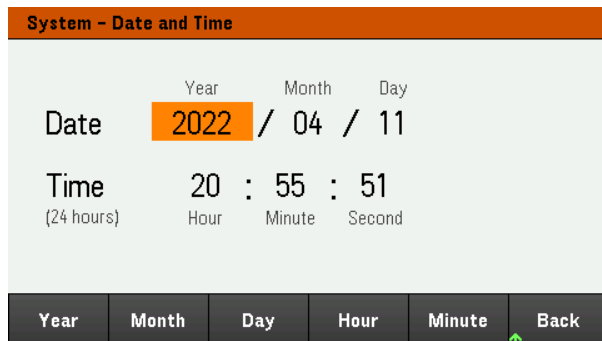 System - Date and Time
Year Month Day
Date 2022 / 04 / 11
Time 20 : 55 : 51
(24 hours) Hour Minute Second
Year Month Day Hour Minute Back